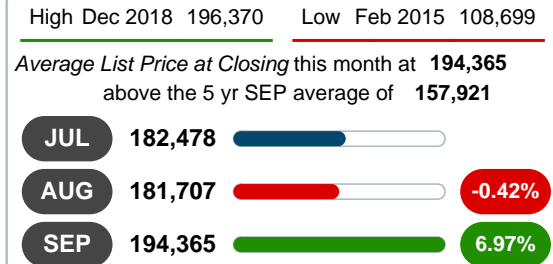 High Dec 2018 196,370 Low Feb 2015 108,699
Average List Price at Closing this month at 194,365
above the 5 yr SEP average of 157,921
JUL 182,478
AUG 181,707 -0.42%
SEP 194,365 6.97%